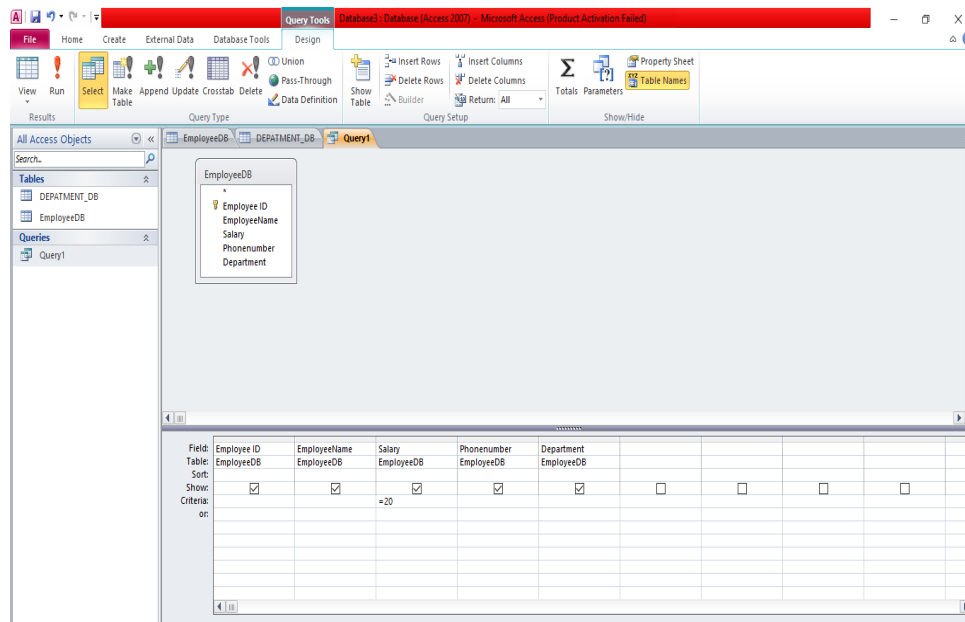 Query Tools Database3 : Database (Access 2007) - Microsoft Access (Product Activation Failed)
File Home Create External Data Database Tools Design
View Run Select Make Table Append Update Crosstab Delete
Union
Pass-Through
Data Definition
Show Table
Insert Rows
Delete Rows
Builder
Insert Columns
Delete Columns
Return: All
Totals Parameters
Property Sheet
Table Names
Results Query Type Query Setup Show/Hide
All Access Objects
Search...
Tables
DEPATMENT_DB
EmployeeDB
Queries
Query1
EmployeeDB DEPATMENT_DB Query1
EmployeeDB
*
Employee ID
EmployeeName
Salary
Phonenumber
Department
Field: Employee ID EmployeeName Salary Phonenumber Department
Table: EmployeeDB EmployeeDB EmployeeDB EmployeeDB EmployeeDB
Sort:
Show:
Criteria: =20
or: